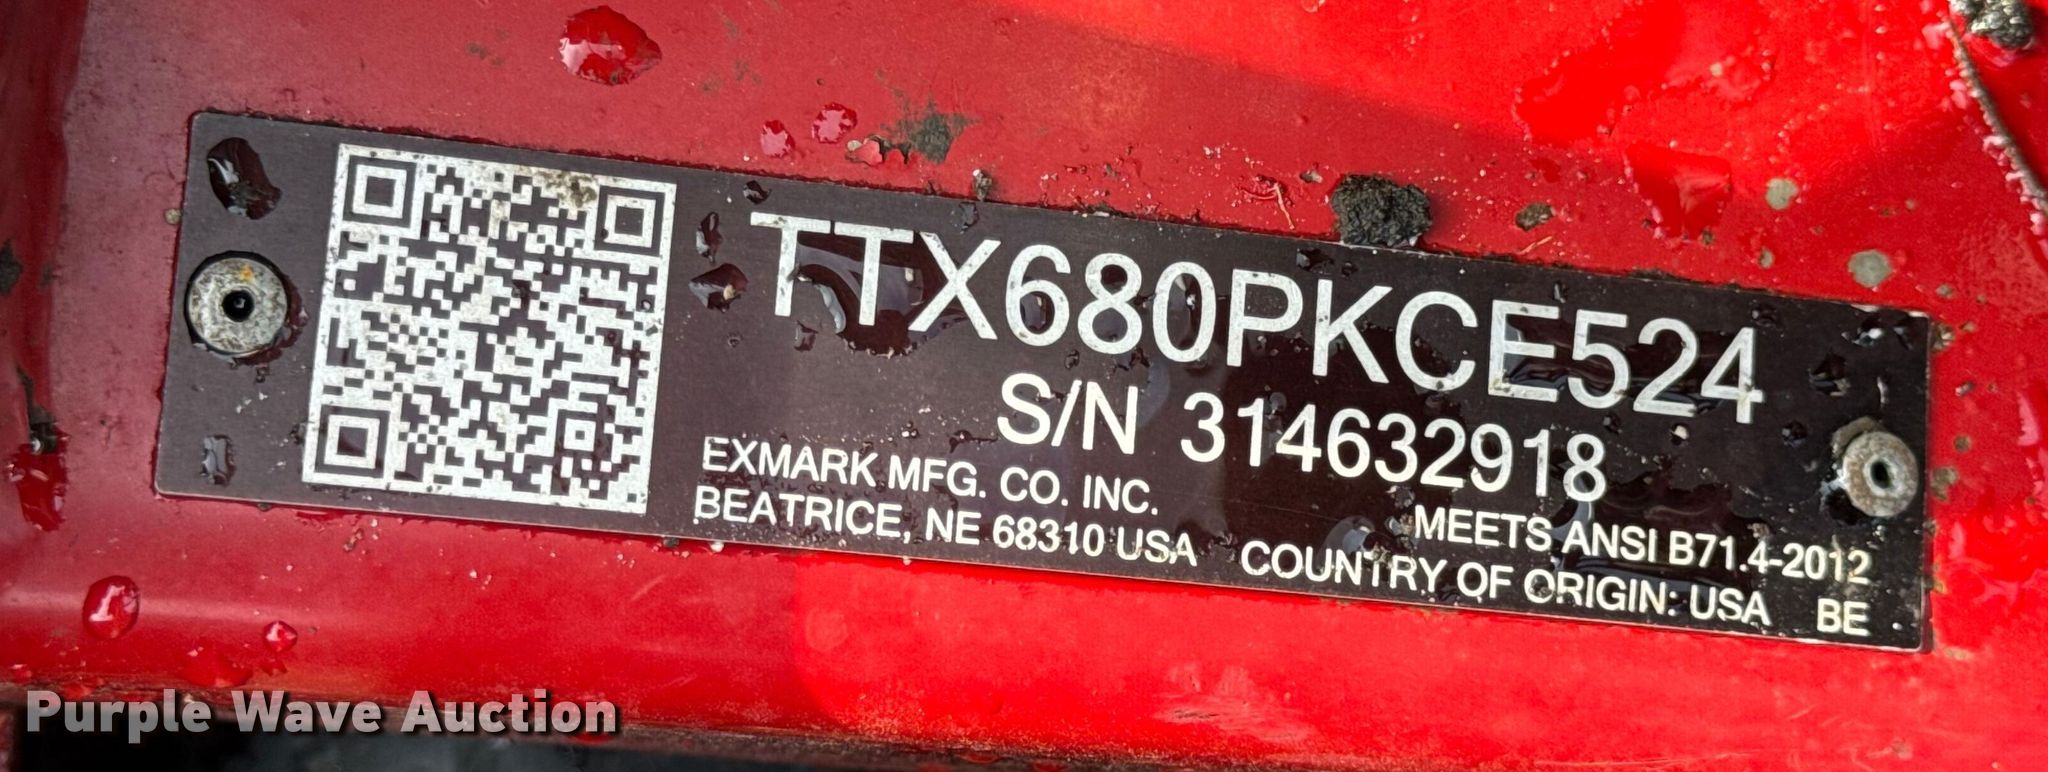 TTX680PKCE524
S/N 314632918
EXMARK MFG. CO. INC.
BEATRICE, NE 68310 USA
MEETS ANSI B71.4-2012
COUNTRY OF ORIGIN: USA BE
Purple Wave Auction